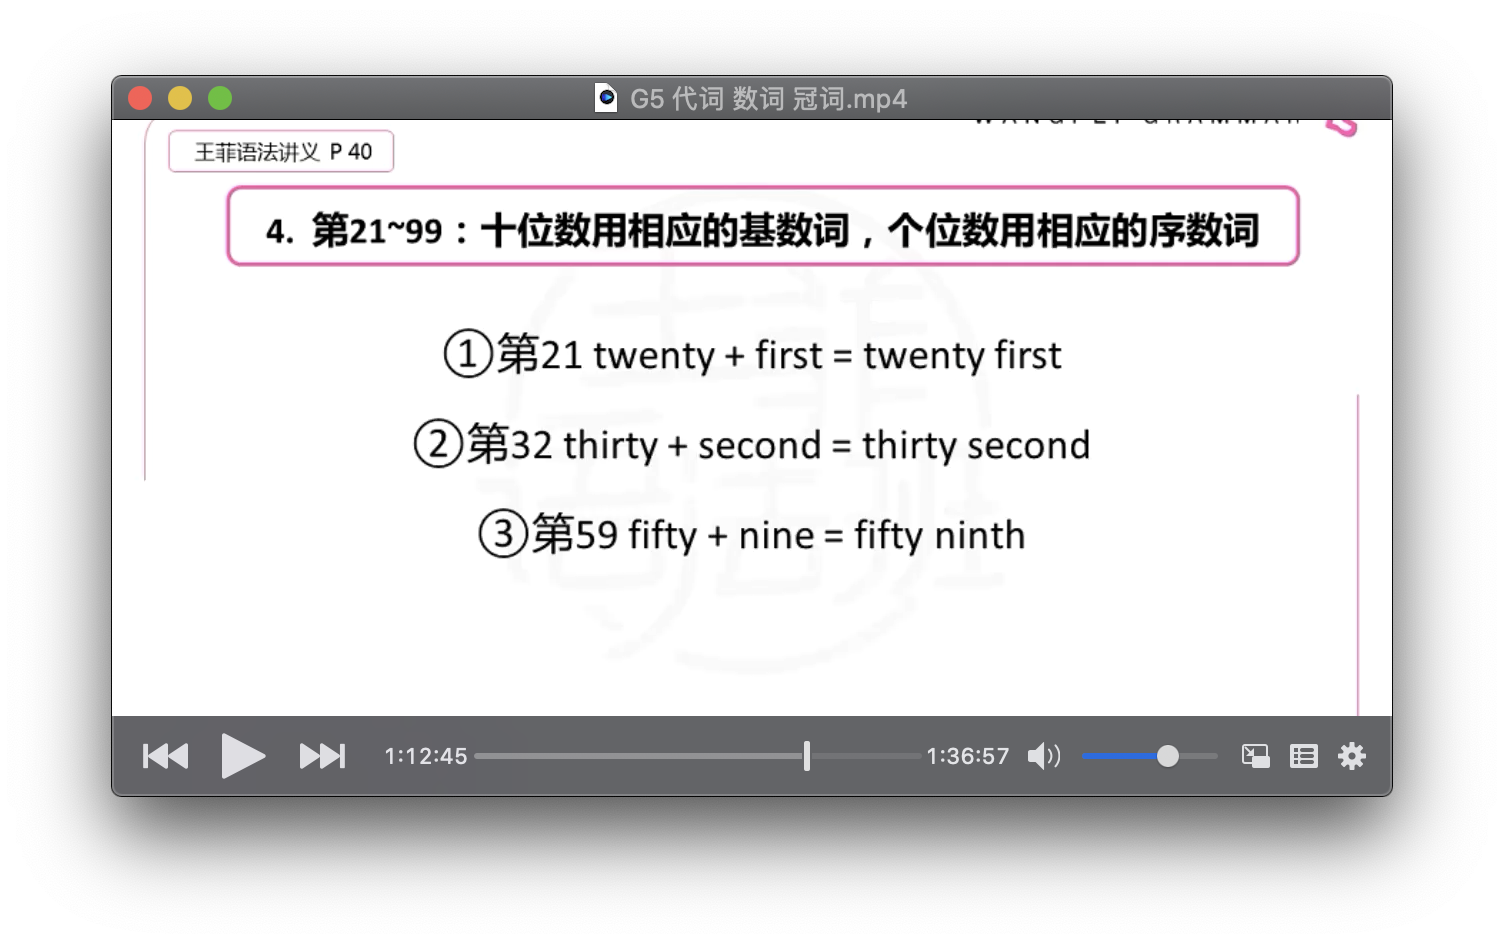 G5 代词 数词 冠词.mp4
王菲语法讲义 P 40
4. 第21~99：十位数用相应的基数词，个位数用相应的序数词
①第21 twenty + first = twenty first
②第32 thirty + second = thirty second
③第59 fifty + nine = fifty ninth
1:12:45
1:36:57